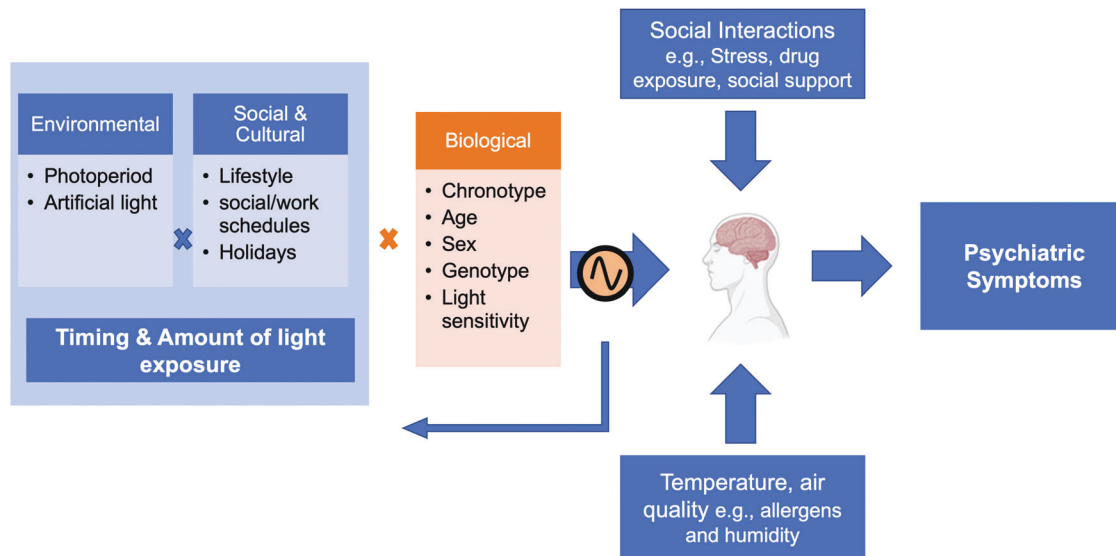 Environmental
• Photoperiod
• Artificial light
Social &
Cultural
• Lifestyle
• social/work
schedules
• Holidays
Timing & Amount of light
exposure
Biological
• Chronotype
• Age
• Sex
• Genotype
• Light
sensitivity
Social Interactions
e.g., Stress, drug
exposure, social support
Temperature, air
quality e.g., allergens
and humidity
Psychiatric
Symptoms